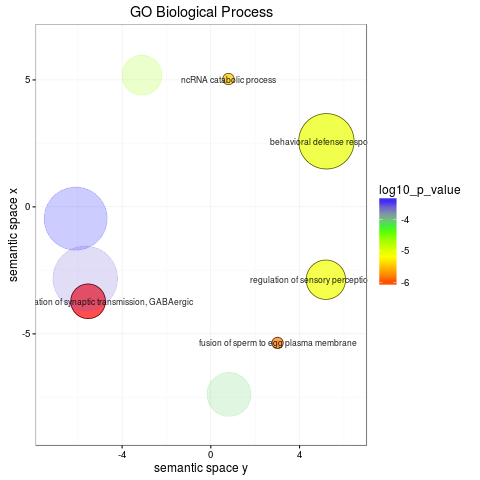 GO Biological Process
5
0
-5
semantic space x
ncRNA catabolic process
behavioral defense respo
regulation of sensory perceptio
ation of synaptic transmission, GABAergic
fusion of sperm to egg plasma membrane
-4
0
4
semantic space y
log10_p_value
-4
-5
-6